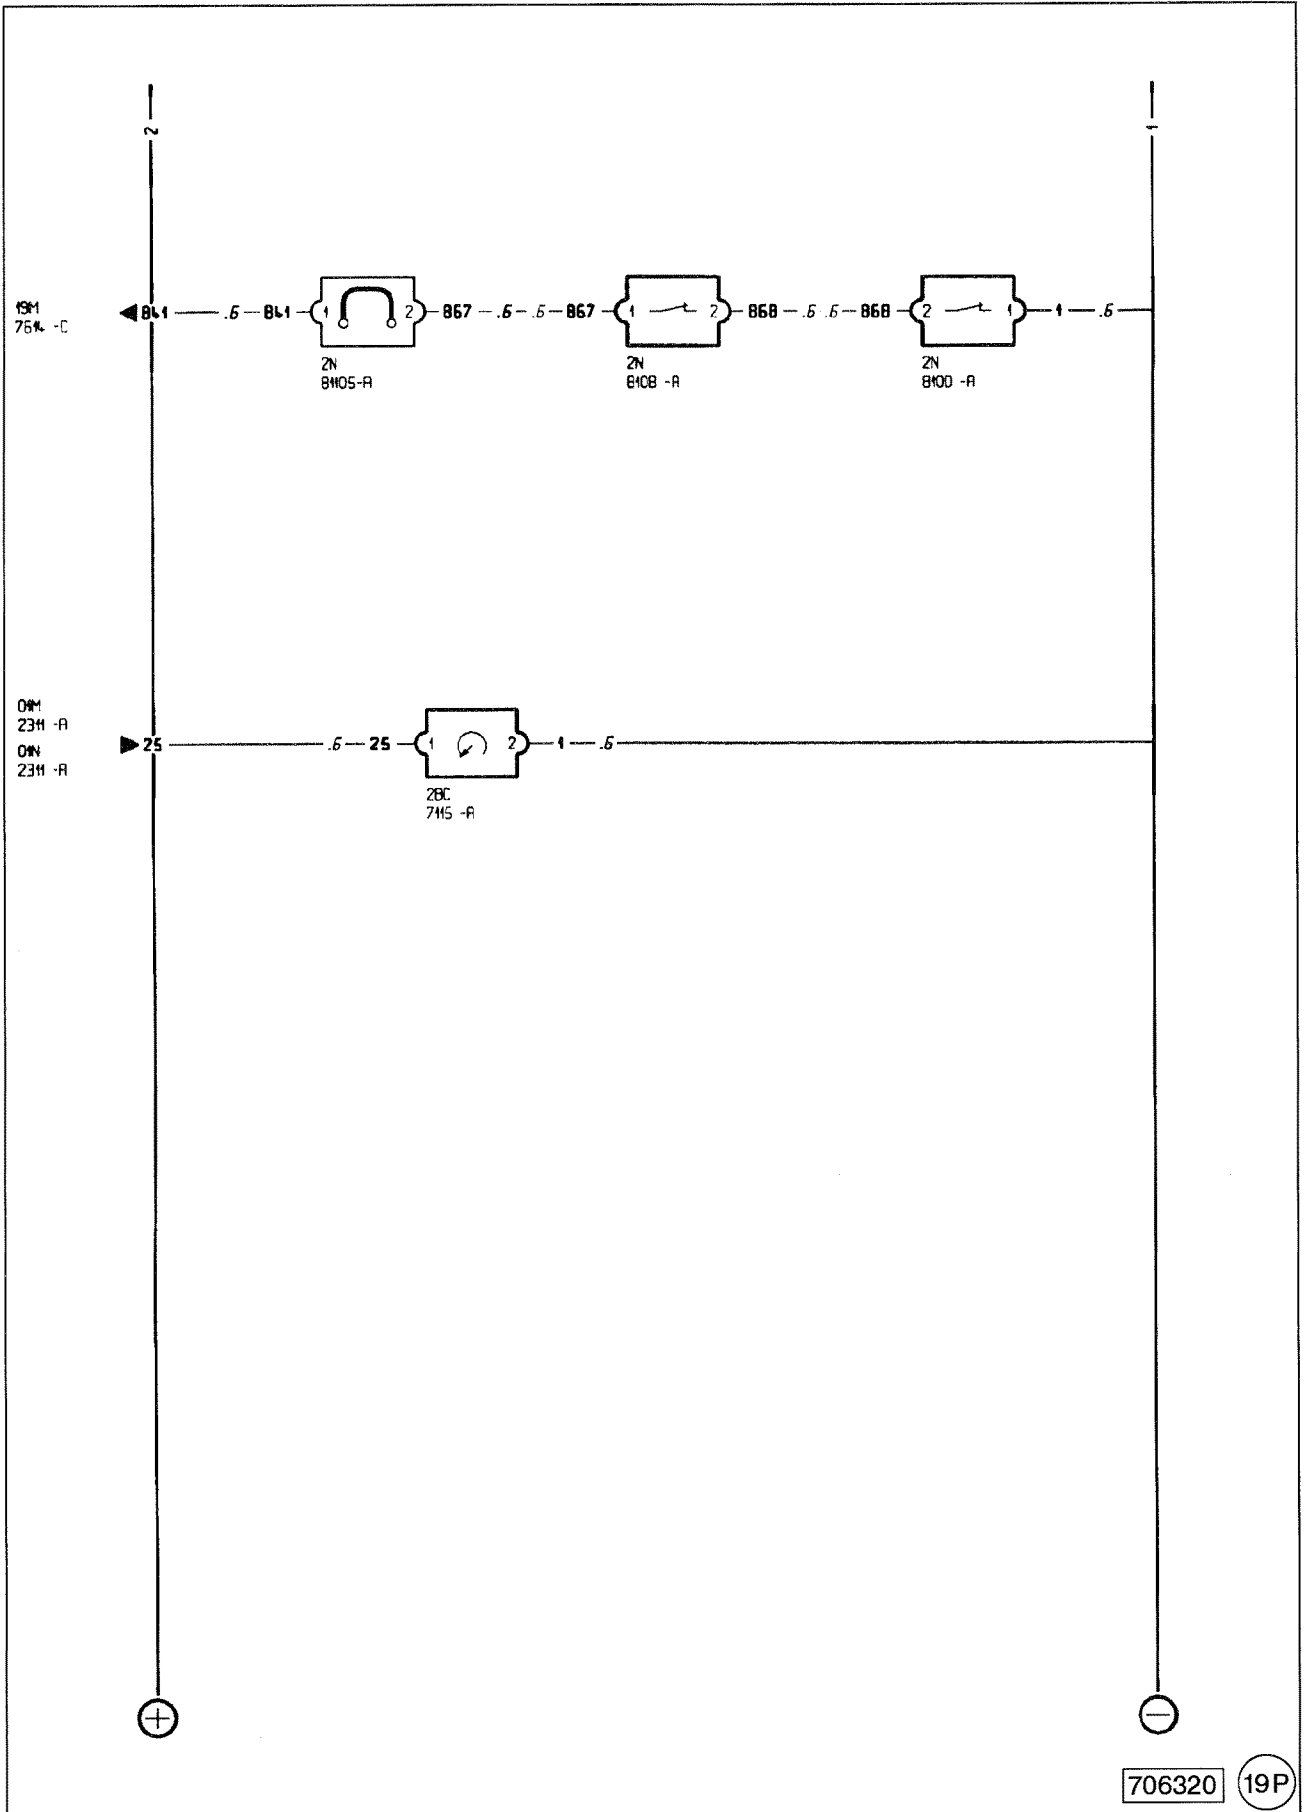 2
1
19M
7614 -C
841 .6 841 1 2 867 .6 .6 867 1 2 868 .6 .6 868 2 1 1 .6
2N
81105-A
2N
8108 -A
2N
8100 -A
01M
2311 -A
01N
2311 -A
25 .6 25 1 2 1 .6
28C
7115 -A
+
−
706320 19P